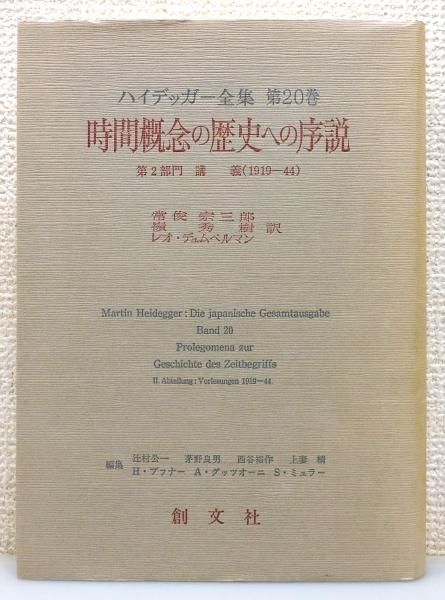 ハイデッガー全集 第20巻
時間概念の歴史への序説
第2部門 講 義(1919—44)
常俊 宗三郎
嶺 秀樹 訳
レオ・デュムペルマン
Martin Heidegger : Die japanische Gesamtausgabe
Band 20
Prolegomena zur
Geschichte des Zeitbegriffs
II. Abteilung : Vorlesungen 1919—44.
編集
辻村公一 茅野良男 西谷裕作 上妻 精
H・ブフナー A・グッツオーニ S・ミュラー
創文社